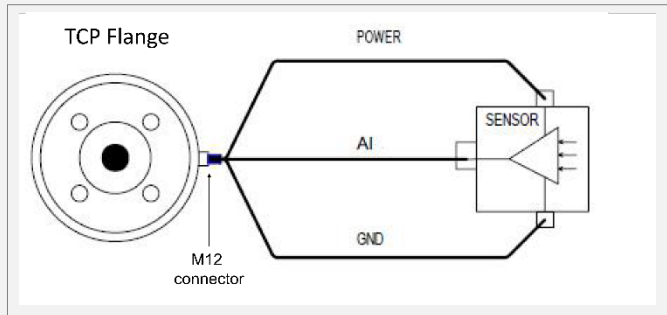 TCP Flange
POWER
SENSOR
AI
GND
M12
connector